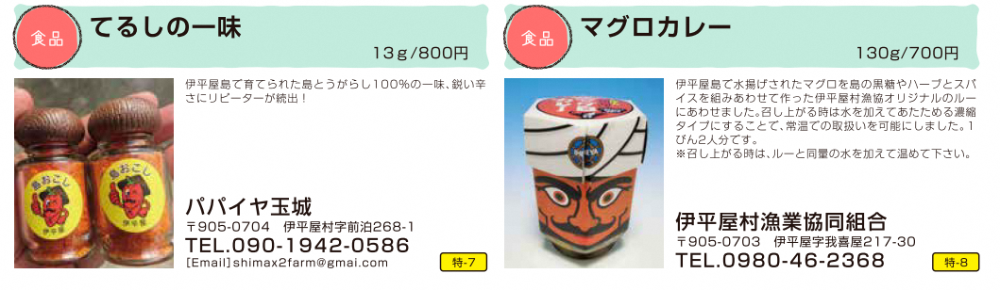 食品
てるしの一味
13g/800円
伊平屋島で育てられた島とうがらし100%の一味、鋭い辛
さにリピーターが続出!
島おこし
伊平屋
島おこし
伊平屋
パパイヤ玉城
〒905-0704 伊平屋村字前泊268-1
TEL.090-1942-0586
[Email]shimax2farm@gmai.com
特-7
食品
マグロカレー
130g/700円
伊平屋島で水揚げされたマグロを島の黒糖やハーブとスパ
イスを組みあわせて作った伊平屋村漁協オリジナルのルー
にあわせました。召し上がる時は水を加えてあたためる濃縮
タイプにすることで、常温での取扱いを可能にしました。1
びん2人分です。
※召し上がる時は、ルーと同量の水を加えて温めて下さい。
伊平屋村漁業協同組合
〒905-0703 伊平屋字我喜屋217-30
TEL.0980-46-2368
特-8